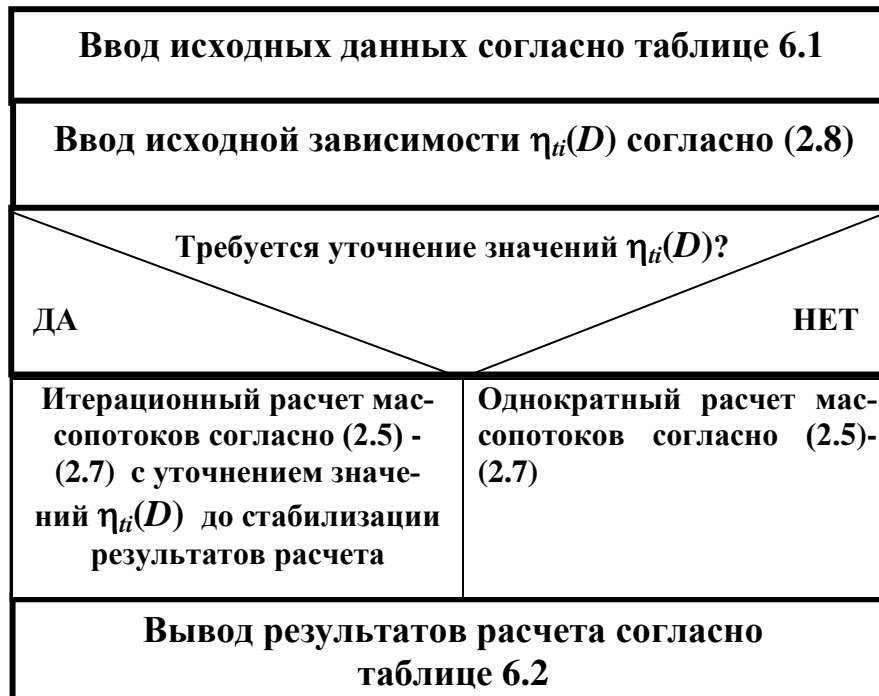 Ввод исходных данных согласно таблице 6.1
Ввод исходной зависимости ηti(D) согласно (2.8)
Требуется уточнение значений ηti(D)?
ДА
НЕТ
Итерационный расчет мас-
сопотоков согласно (2.5) -
(2.7) с уточнением значе-
ний ηti(D) до стабилизации
результатов расчета
Однократный расчет мас-
сопотоков согласно (2.5)-
(2.7)
Вывод результатов расчета согласно
таблице 6.2